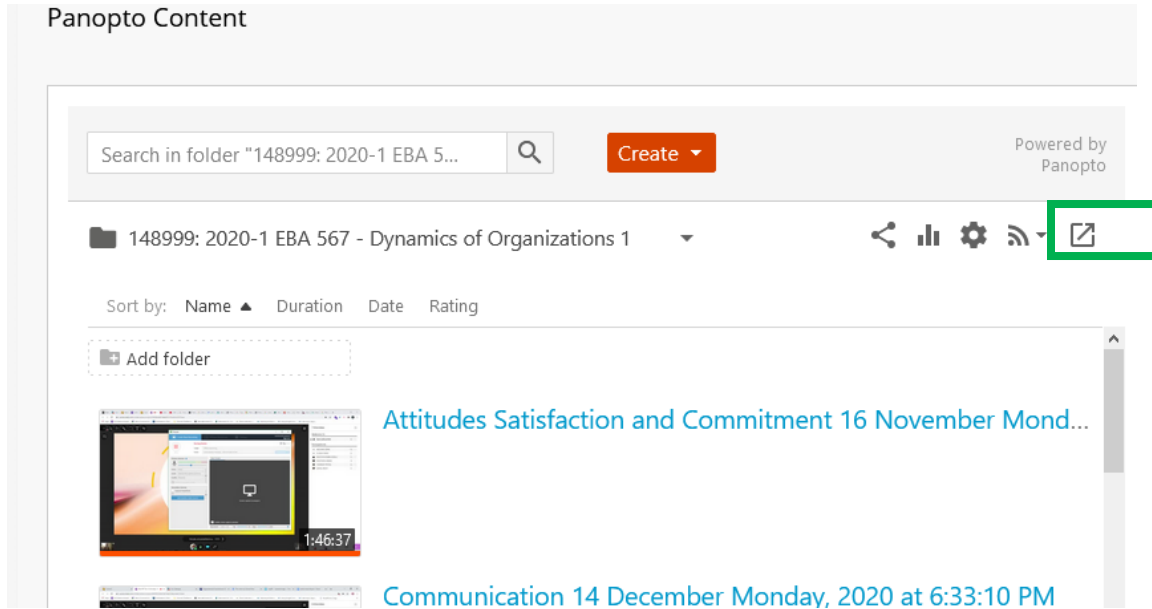 Panopto Content
Search in folder "148999: 2020-1 EBA 5...
Create
Powered by
Panopto
148999: 2020-1 EBA 567 - Dynamics of Organizations 1
Sort by: Name Duration Date Rating
Add folder
Attitudes Satisfaction and Commitment 16 November Mond...
1:46:37
Communication 14 December Monday, 2020 at 6:33:10 PM